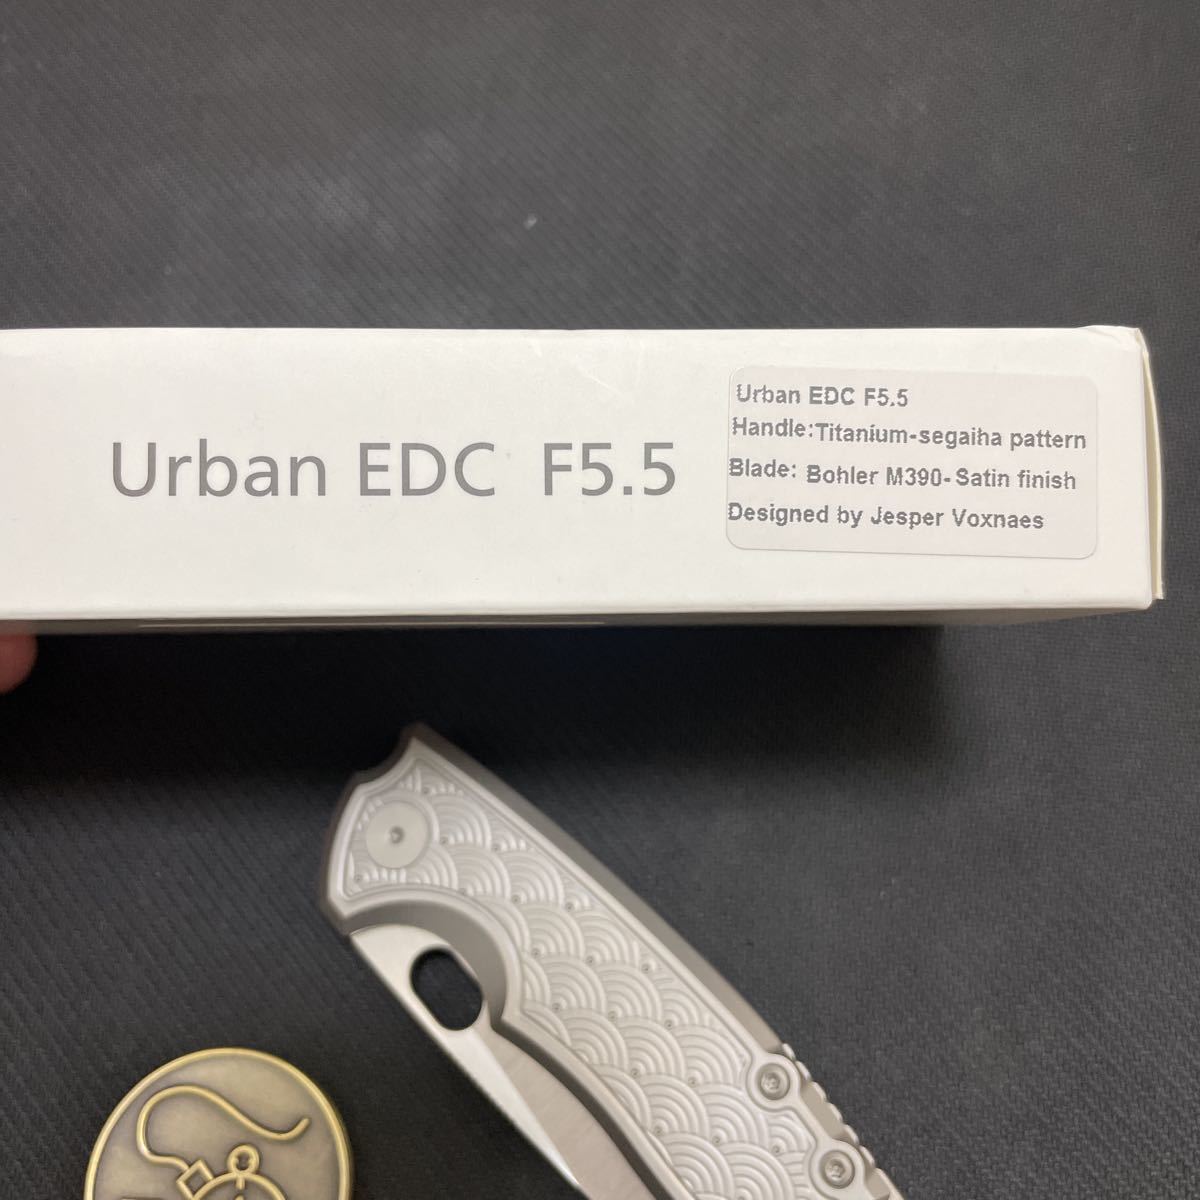 Urban EDC F5.5
Urban EDC F5.5
Handle:Titanium-segaiha pattern
Blade: Bohler M390-Satin finish
Designed by Jesper Voxnaes